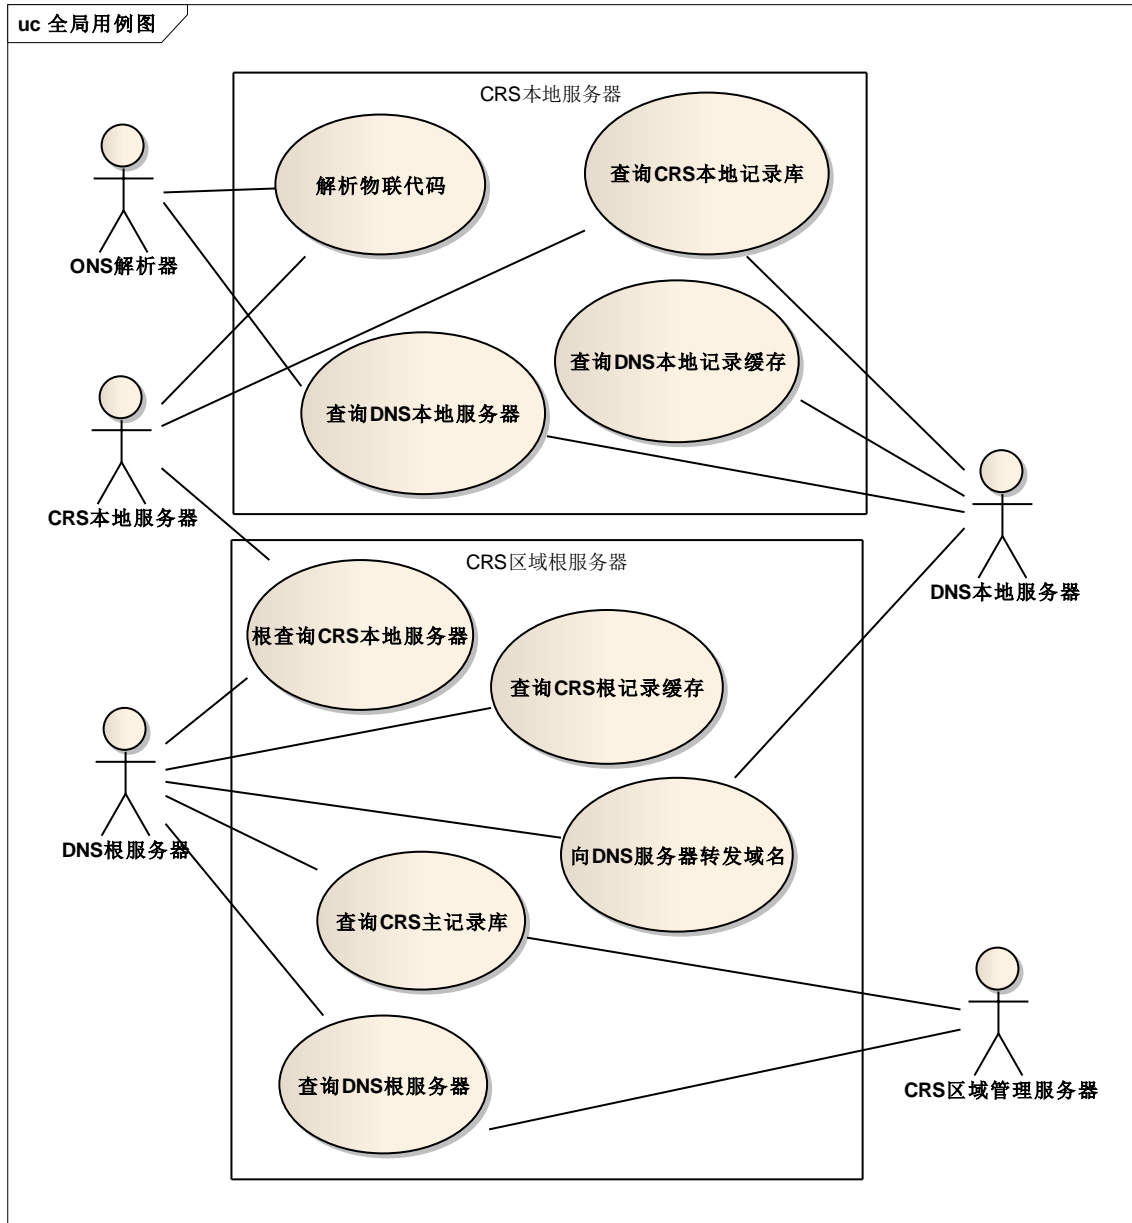 uc 全局用例图
CRS本地服务器
解析物联代码
查询CRS本地记录库
ONS解析器
查询DNS本地记录缓存
查询DNS本地服务器
CRS本地服务器
DNS本地服务器
CRS区域根服务器
根查询CRS本地服务器
查询CRS根记录缓存
DNS根服务器
向DNS服务器转发域名
查询CRS主记录库
查询DNS根服务器
CRS区域管理服务器